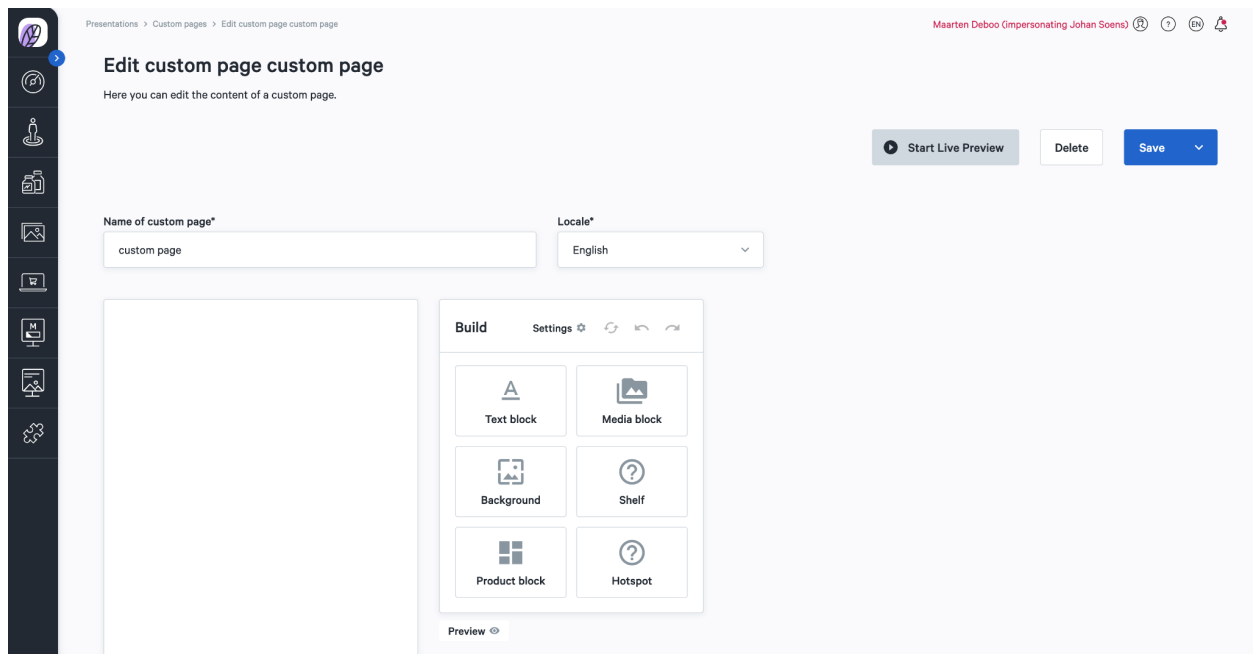 Presentations > Custom pages > Edit custom page custom page
Maarten Deboo (impersonating Johan Soens)
?
EN
Edit custom page custom page
Here you can edit the content of a custom page.
Start Live Preview
Delete
Save
Name of custom page*
Locale*
custom page
English
M
Build
Settings
A
Text block
Media block
Background
?
Shelf
Product block
?
Hotspot
Preview